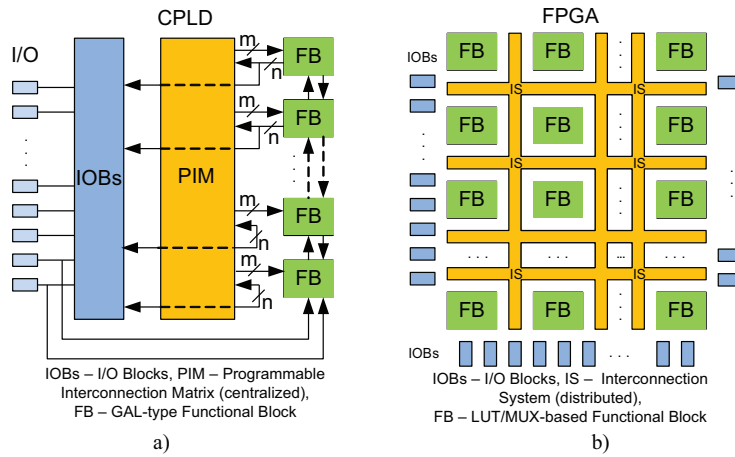 CPLD
I/O
m
n
FB
m
n
FB
IOBs
PIM
m
n
FB
m
n
FB
IOBs – I/O Blocks, PIM – Programmable
Interconnection Matrix (centralized),
FB – GAL-type Functional Block
a)
FPGA
IOBs
FB
FB
FB
IS
IS
FB
FB
FB
IS
IS
FB
FB
FB
IS
IS
FB
FB
FB
IOBs
IOBs – I/O Blocks, IS – Interconnection
System (distributed),
FB – LUT/MUX-based Functional Block
b)